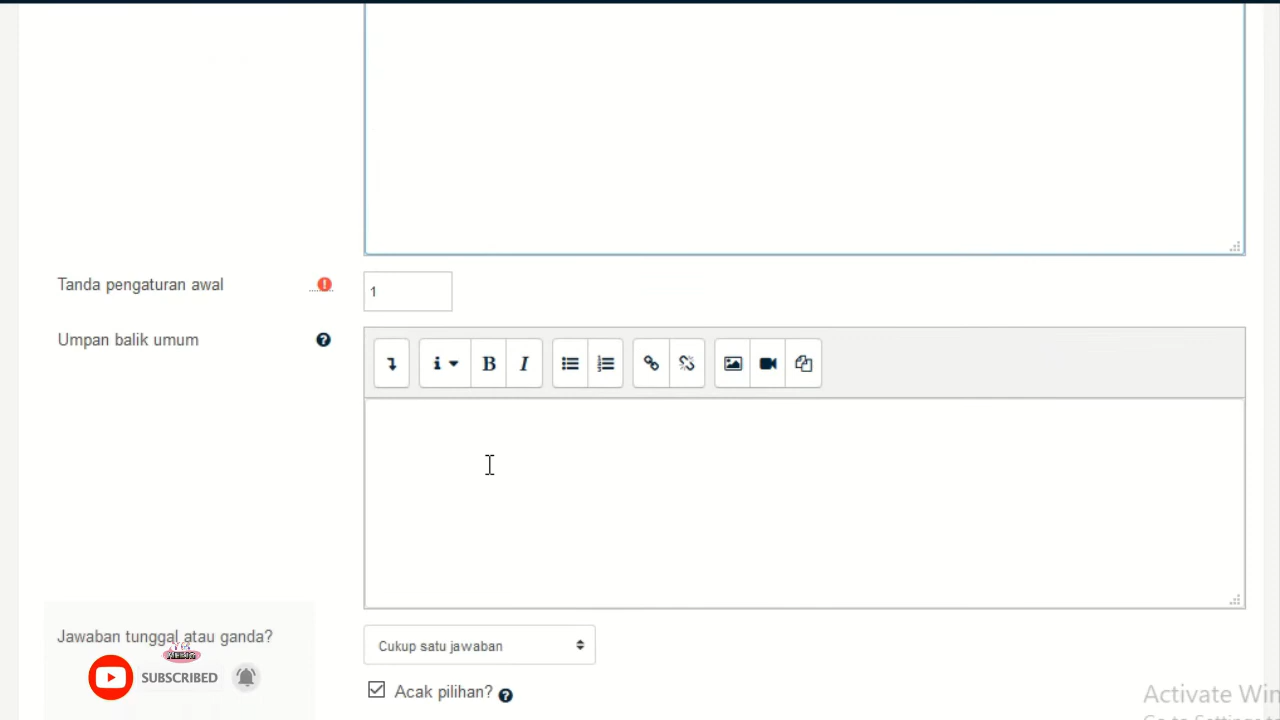 Tanda pengaturan awal
1
Umpan balik umum
i B I
Jawaban tunggal atau ganda?
Cukup satu jawaban
SUBSCRIBED
Acak pilihan?
Activate Win